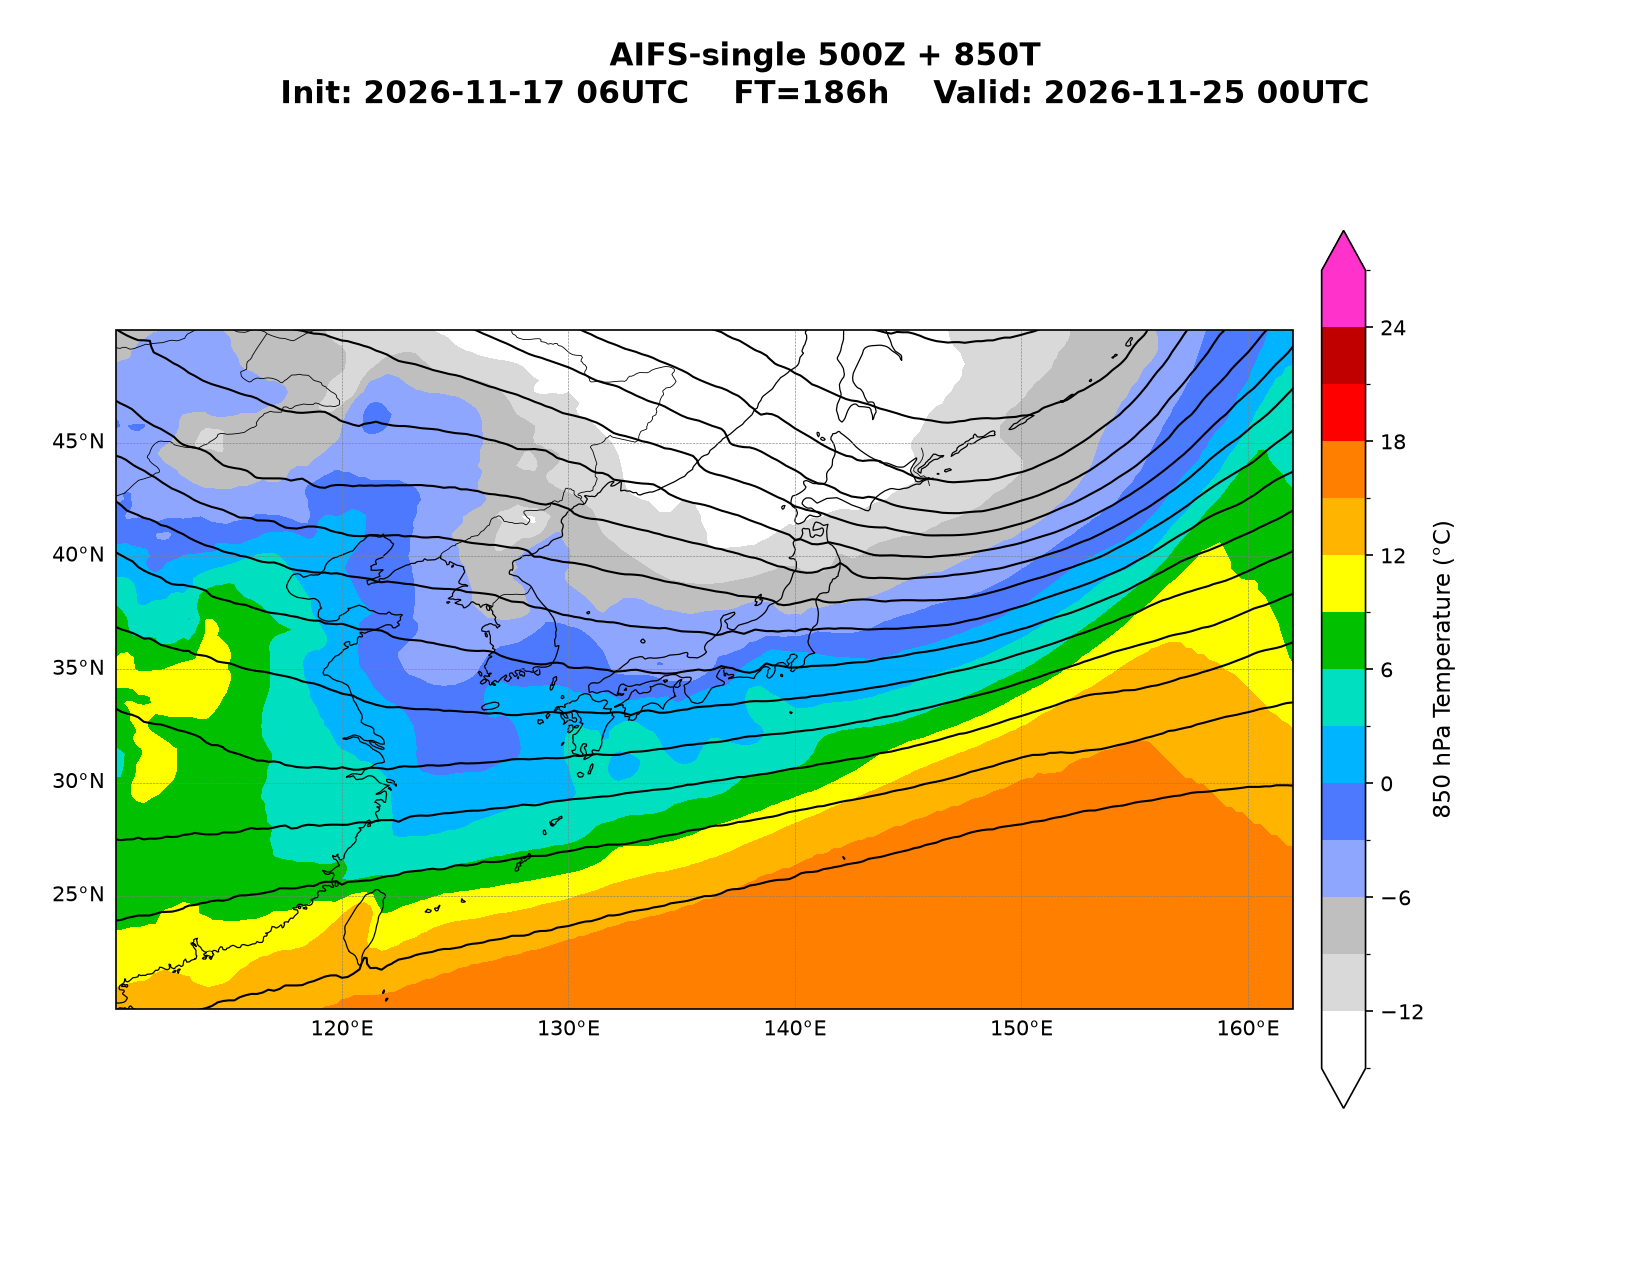 AIFS-single 500Z + 850T
Init: 2026-11-17 06UTC    FT=186h    Valid: 2026-11-25 00UTC
45°N
40°N
35°N
30°N
25°N
120°E
130°E
140°E
150°E
160°E
24
18
12
6
0
−6
−12
850 hPa Temperature (°C)